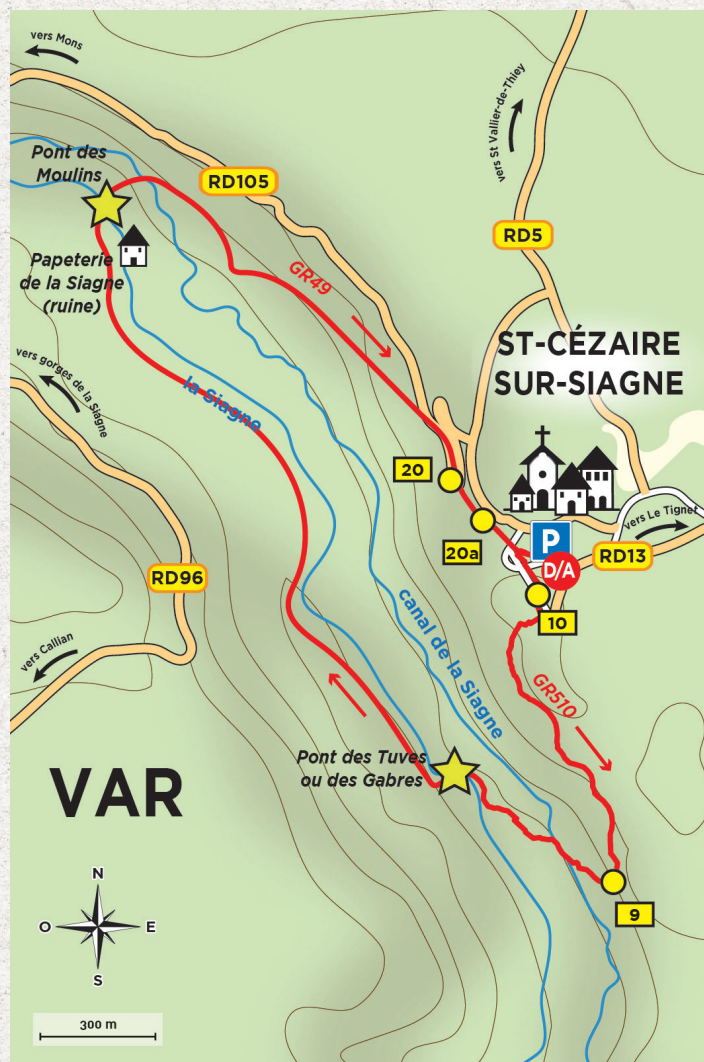 vers Mons
Pont des
Moulins
RD105
vers St Vallier-de-Thiey
RD5
Papeterie
de la Siagne
(ruine)
GR49
ST-CÉZAIRE
SUR-SIAGNE
vers gorges de la Siagne
la Siagne
20
20a
P
D/A
vers Le Tignet
RD13
RD96
10
canal de la Siagne
vers Callian
GR510
Pont des Tuves
ou des Gabres
VAR
9
N
O
E
S
300 m